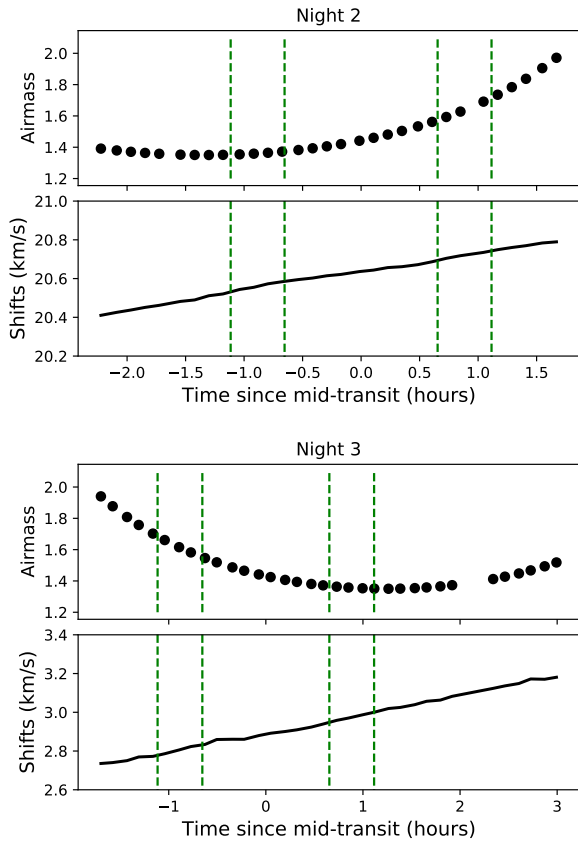 Night 2
Airmass
2.0
1.8
1.6
1.4
1.2
Shifts (km/s)
21.0
20.8
20.6
20.4
20.2
−2.0 −1.5 −1.0 −0.5 0.0 0.5 1.0 1.5
Time since mid-transit (hours)
Night 3
Airmass
2.0
1.8
1.6
1.4
1.2
Shifts (km/s)
3.4
3.2
3.0
2.8
2.6
−1 0 1 2 3
Time since mid-transit (hours)